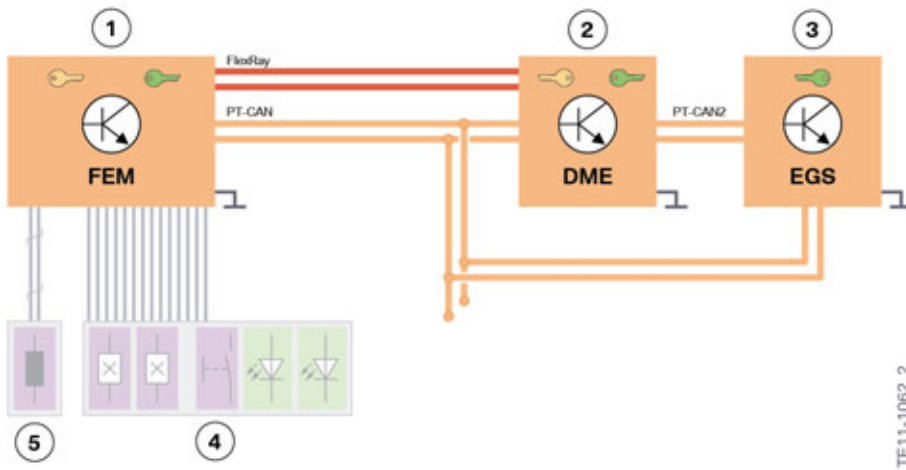 1
2
3
FlexRay
PT-CAN
PT-CAN2
FEM
DME
EGS
5
4
TE11-1062_2